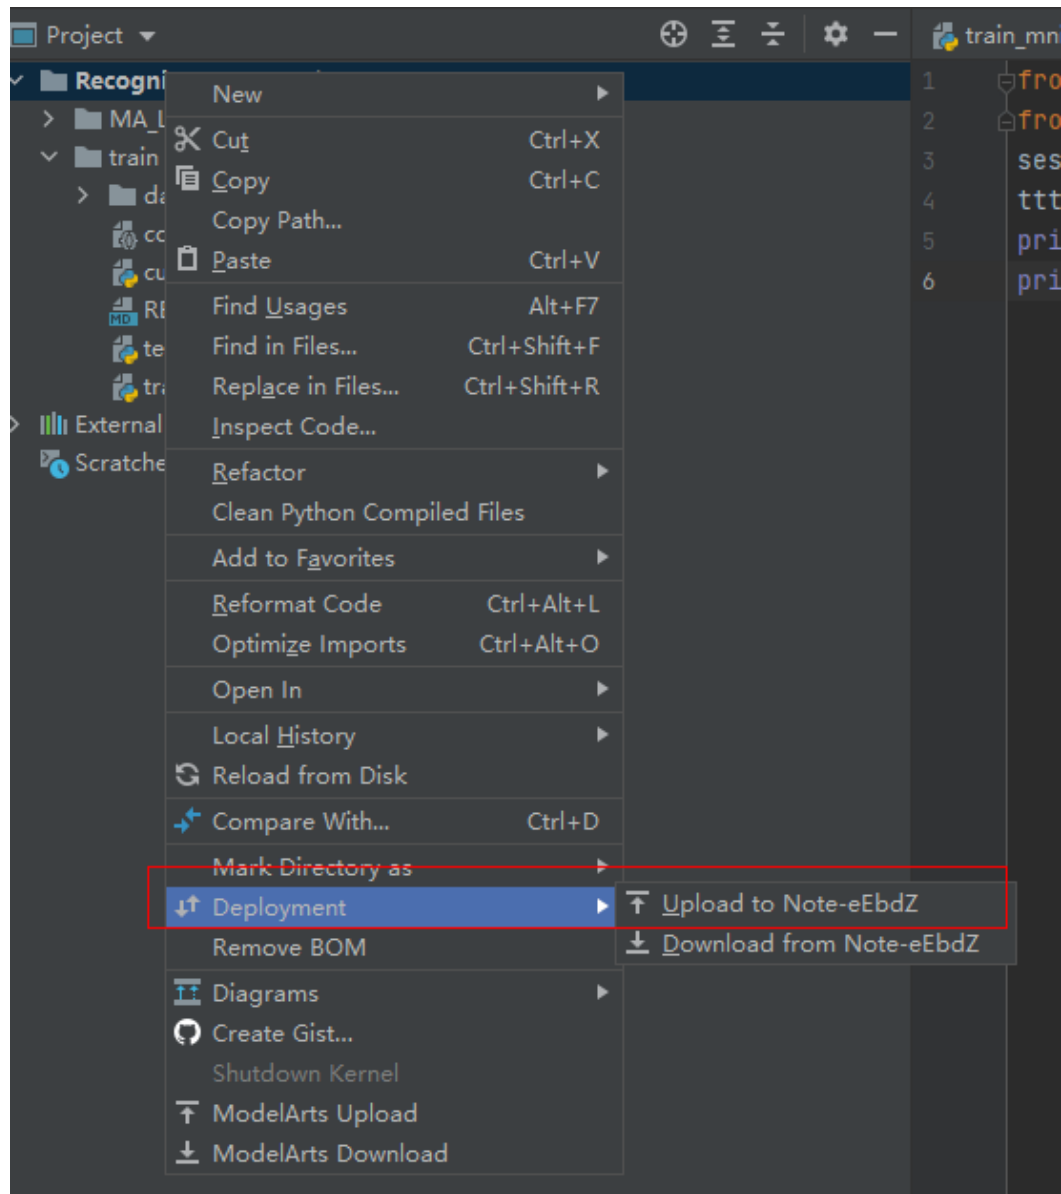 Project
train_mn
Recogni
MA_L
train
da
cc
cu
MD RE
te
tra
External
Scratche
New
Cut Ctrl+X
Copy Ctrl+C
Copy Path...
Paste Ctrl+V
Find Usages Alt+F7
Find in Files... Ctrl+Shift+F
Replace in Files... Ctrl+Shift+R
Inspect Code...
Refactor
Clean Python Compiled Files
Add to Favorites
Reformat Code Ctrl+Alt+L
Optimize Imports Ctrl+Alt+O
Open In
Local History
Reload from Disk
Compare With... Ctrl+D
Mark Directory as
Deployment
Upload to Note-eEbdZ
Download from Note-eEbdZ
Remove BOM
Diagrams
Create Gist...
Shutdown Kernel
ModelArts Upload
ModelArts Download
1 fro
2 fro
3 ses
4 ttt
5 pri
6 pri